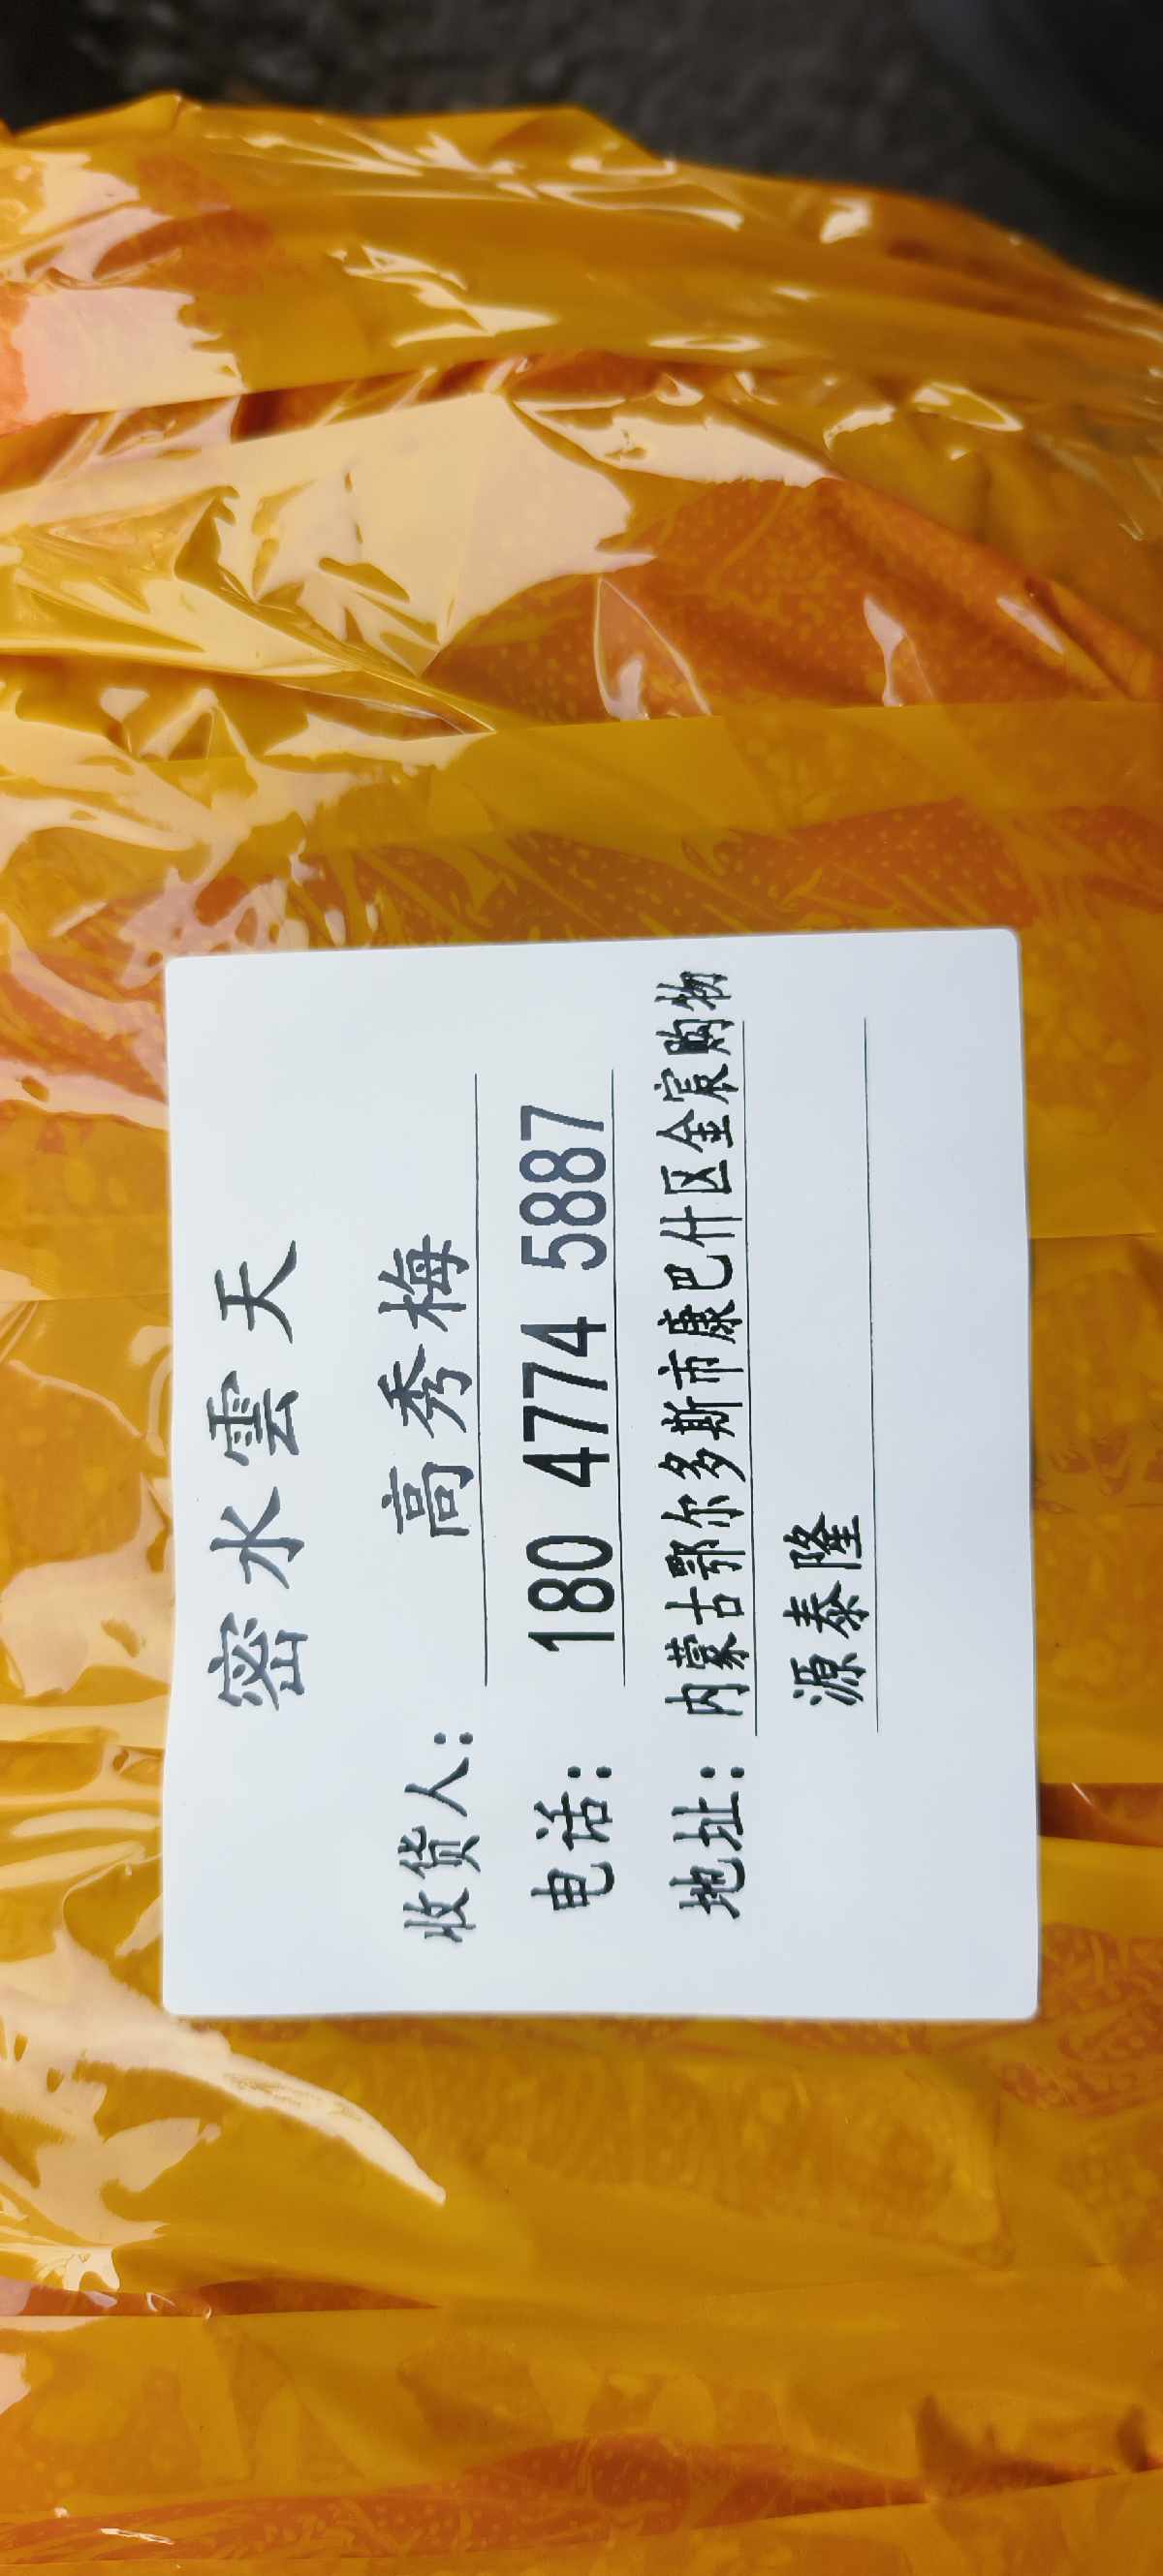 密水雲天
收货人：高秀梅
电话：180 4774 5887
地址：内蒙古鄂尔多斯市康巴什区金宸购物
源泰隆